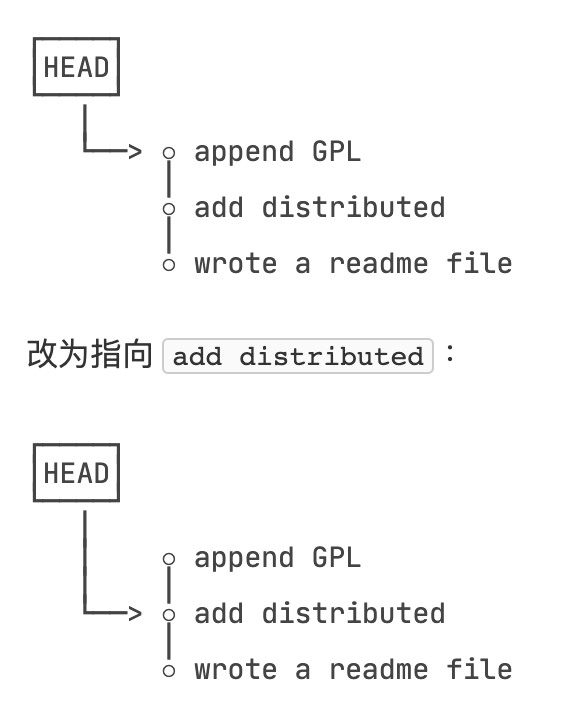 HEAD
append GPL
add distributed
wrote a readme file
改为指向 add distributed：
HEAD
append GPL
add distributed
wrote a readme file